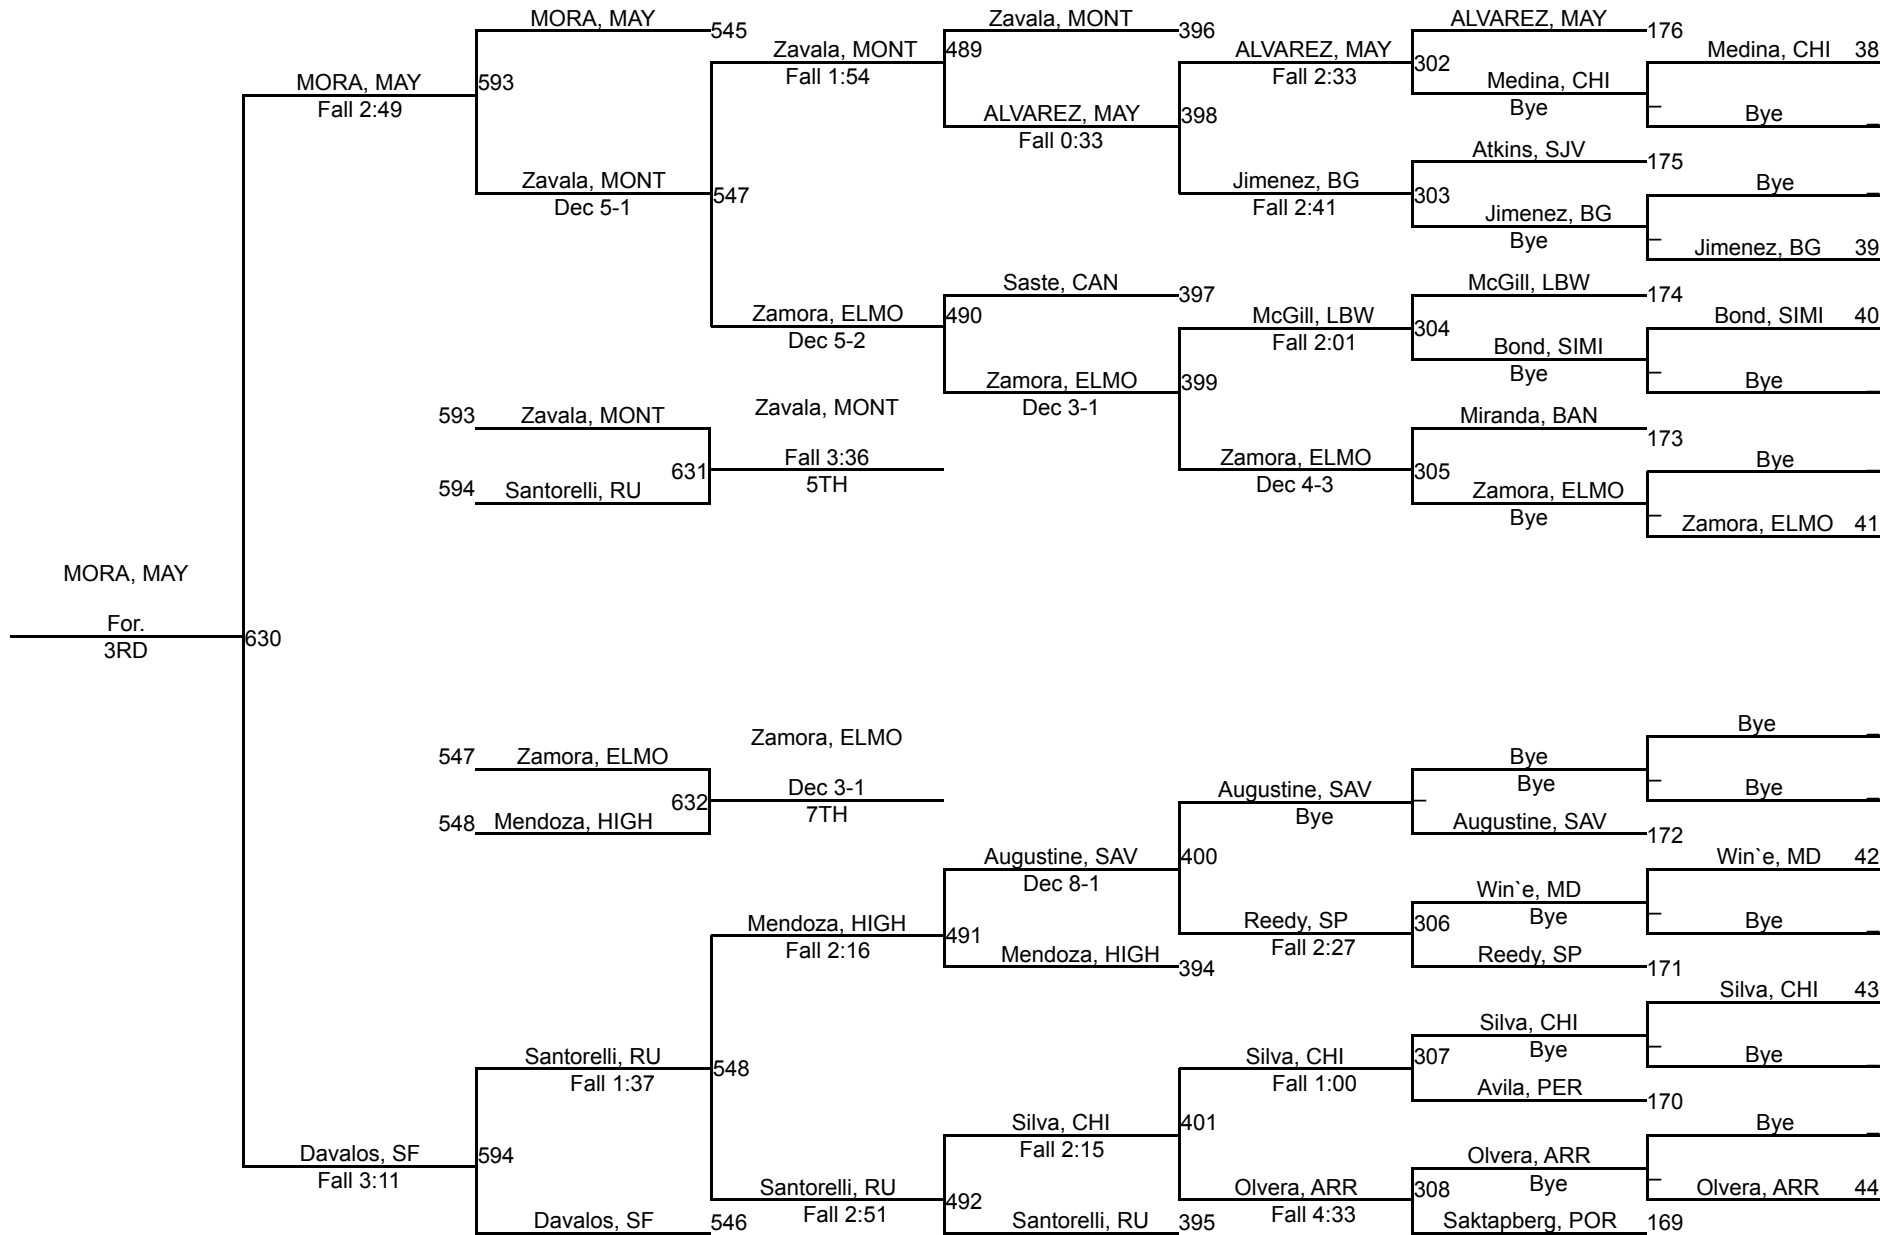 MORA, MAY
545
Zavala, MONT
396
ALVAREZ, MAY
176
Zavala, MONT
489
ALVAREZ, MAY
302
Medina, CHI 38
MORA, MAY
593
Fall 1:54
Fall 2:33
Medina, CHI
Fall 2:49
Bye
_
Bye _
ALVAREZ, MAY
398
Fall 0:33
Atkins, SJV
175
Zavala, MONT
547
Jimenez, BG
303
Bye _
Dec 5-1
Fall 2:41
Jimenez, BG
Bye
_
Jimenez, BG 39
Saste, CAN
397
McGill, LBW
174
Zamora, ELMO
490
McGill, LBW
304
Bond, SIMI 40
Dec 5-2
Fall 2:01
Bond, SIMI
Bye
_
Zamora, ELMO
399
Bye _
Dec 3-1
593 Zavala, MONT
Zavala, MONT
Miranda, BAN
173
631
Fall 3:36
5TH
Zamora, ELMO
305
Bye _
Dec 4-3
594 Santorelli, RU
Zamora, ELMO
Bye
_
Zamora, ELMO 41
MORA, MAY
For.
3RD
630
Bye _
547 Zamora, ELMO
Zamora, ELMO
Bye
Bye
_
632
Dec 3-1
7TH
Augustine, SAV
Bye
_
Bye _
548 Mendoza, HIGH
Augustine, SAV
172
Augustine, SAV
400
Win`e, MD 42
Dec 8-1
Win`e, MD
Bye
_
Mendoza, HIGH
491
Reedy, SP
306
Bye _
Fall 2:16
Fall 2:27
Mendoza, HIGH
394
Reedy, SP
171
Silva, CHI 43
Silva, CHI
Bye
_
Santorelli, RU
548
Silva, CHI
307
Bye _
Fall 1:37
Fall 1:00
Avila, PER
170
Silva, CHI
401
Bye _
Fall 2:15
Davalos, SF
594
Olvera, ARR
Bye
_
Fall 3:11
Santorelli, RU
492
Olvera, ARR
308
Olvera, ARR 44
Fall 2:51
Fall 4:33
Davalos, SF
546
Santorelli, RU
395
Saktapberg, POR
169